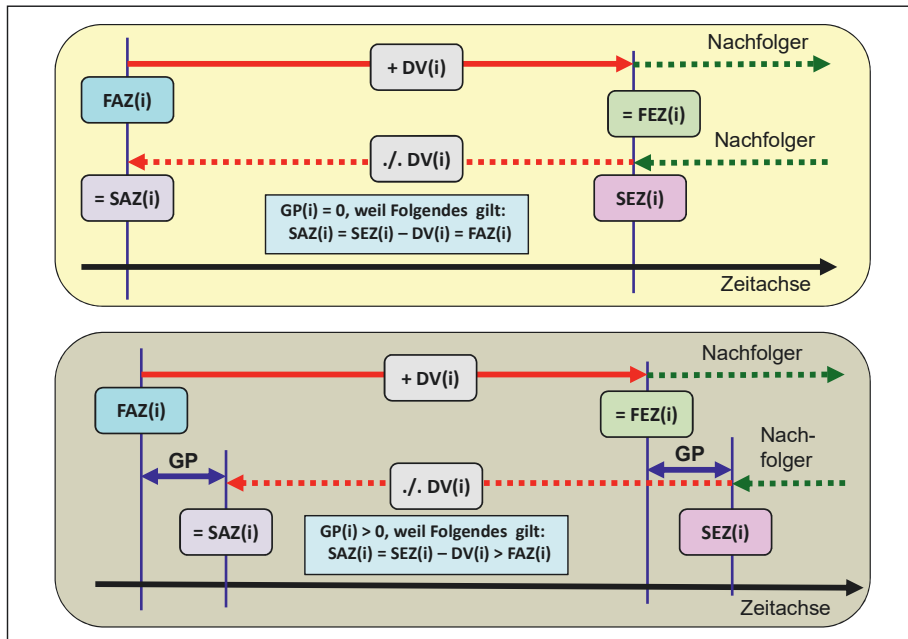 Nachfolger
+ DV(i)
FAZ(i)
= FEZ(i)
Nachfolger
./. DV(i)
= SAZ(i)
SEZ(i)
GP(i) = 0, weil Folgendes gilt:
SAZ(i) = SEZ(i) – DV(i) = FAZ(i)
Zeitachse
Nachfolger
+ DV(i)
FAZ(i)
= FEZ(i)
GP
GP
Nach-
folger
./. DV(i)
= SAZ(i)
SEZ(i)
GP(i) > 0, weil Folgendes gilt:
SAZ(i) = SEZ(i) – DV(i) > FAZ(i)
Zeitachse